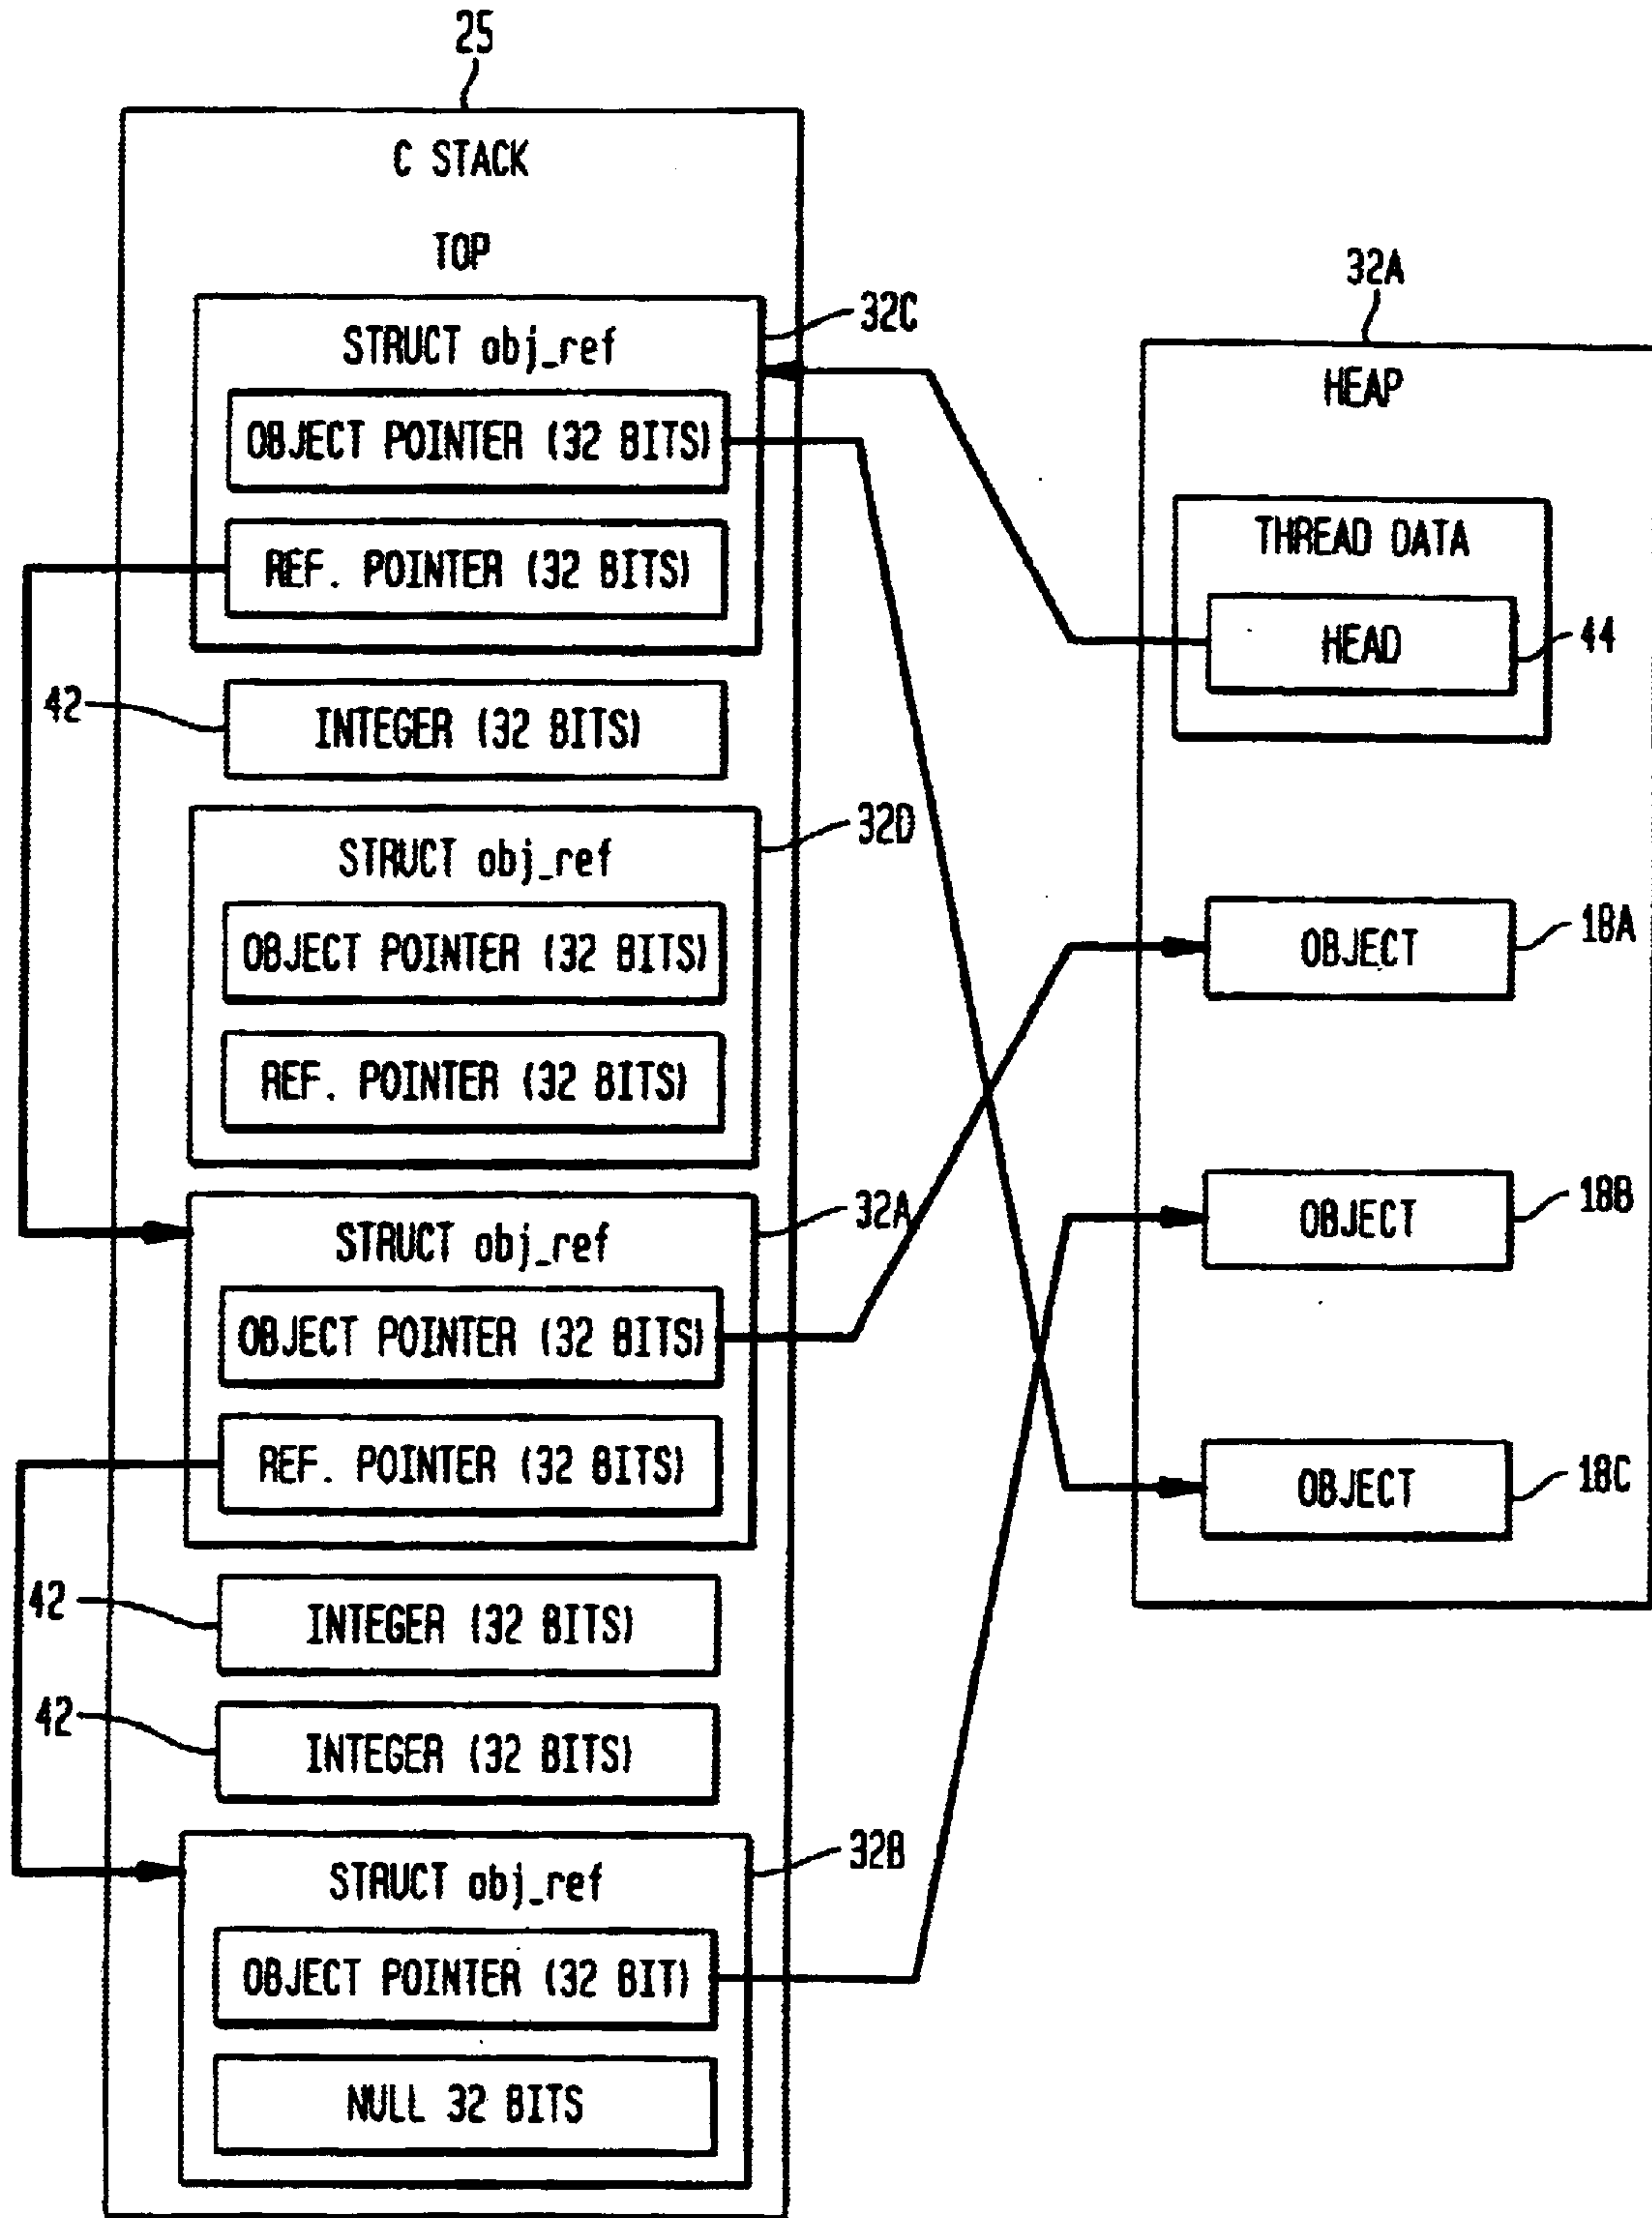 25
C STACK
TOP
32C
STRUCT obj_ref
OBJECT POINTER (32 BITS)
REF. POINTER (32 BITS)
42
INTEGER (32 BITS)
32D
STRUCT obj_ref
OBJECT POINTER (32 BITS)
REF. POINTER (32 BITS)
32A
STRUCT obj_ref
OBJECT POINTER (32 BITS)
REF. POINTER (32 BITS)
42
INTEGER (32 BITS)
42
INTEGER (32 BITS)
32B
STRUCT obj_ref
OBJECT POINTER (32 BIT)
NULL 32 BITS
32A
HEAP
THREAD DATA
HEAD
44
OBJECT
18A
OBJECT
18B
OBJECT
18C